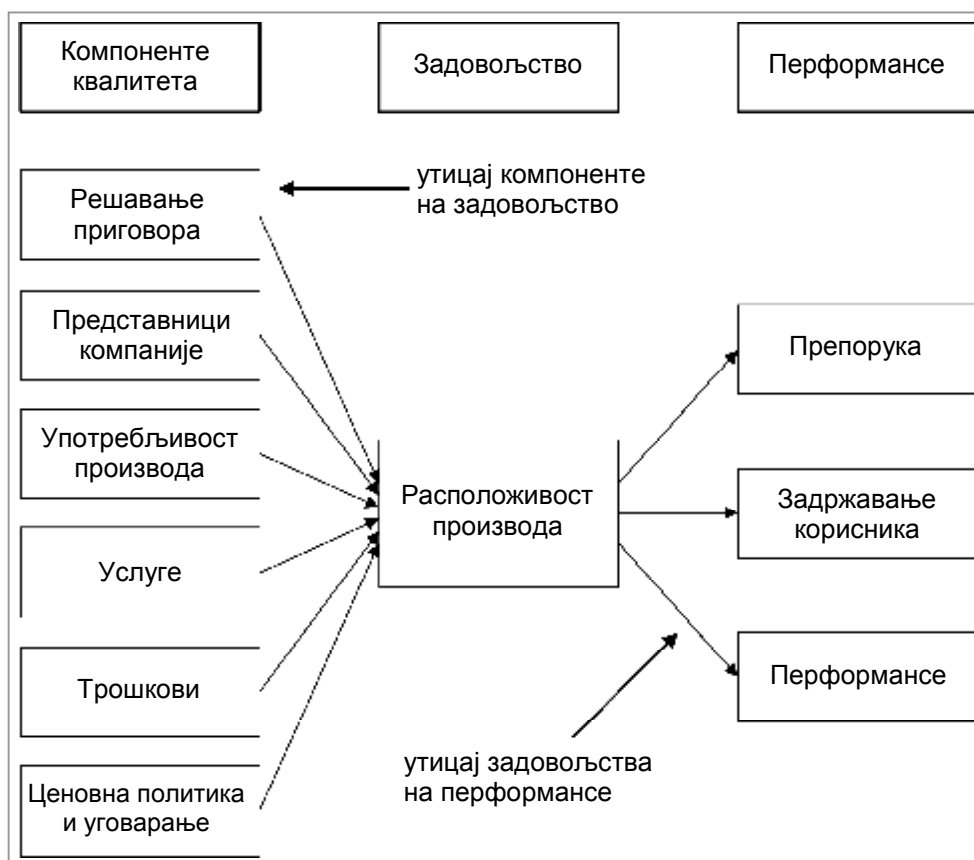 Компоненте
квалитета
Задовољство
Перформансе
утицај компоненте
на задовољство
Решавање
приговора
Представници
компаније
Употребљивост
производа
Услуге
Трошкови
Ценовна политика
и уговарање
Расположивост
производа
Препорука
Задржавање
корисника
Перформансе
утицај задовољства
на перформансе